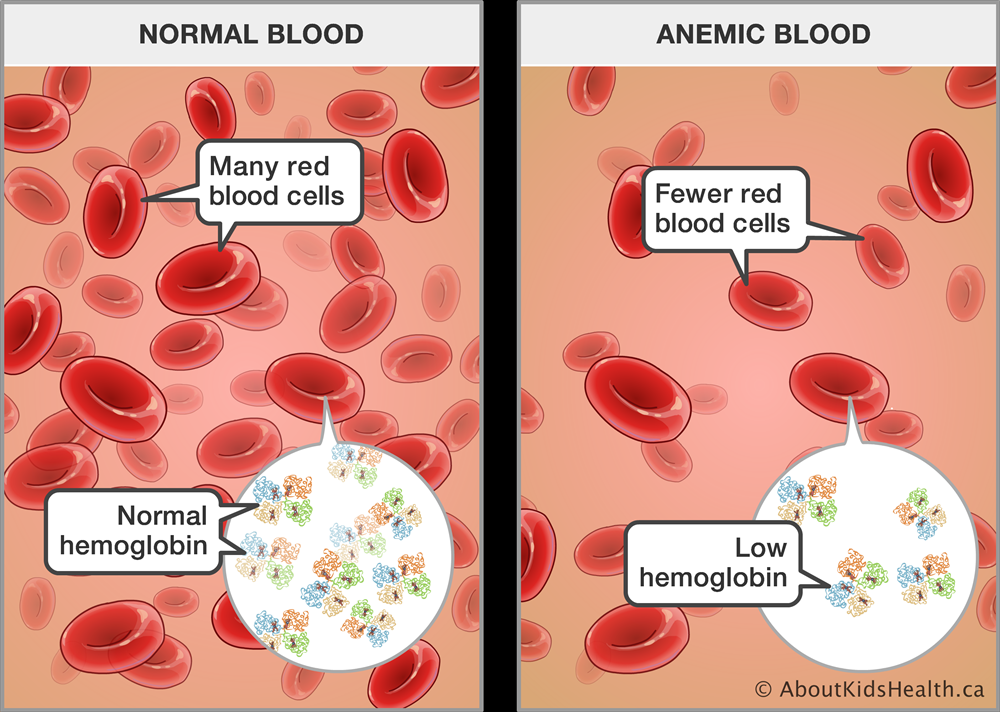 NORMAL BLOOD
Many red
blood cells
Normal
hemoglobin
ANEMIC BLOOD
Fewer red
blood cells
Low
hemoglobin
© AboutKidsHealth.ca